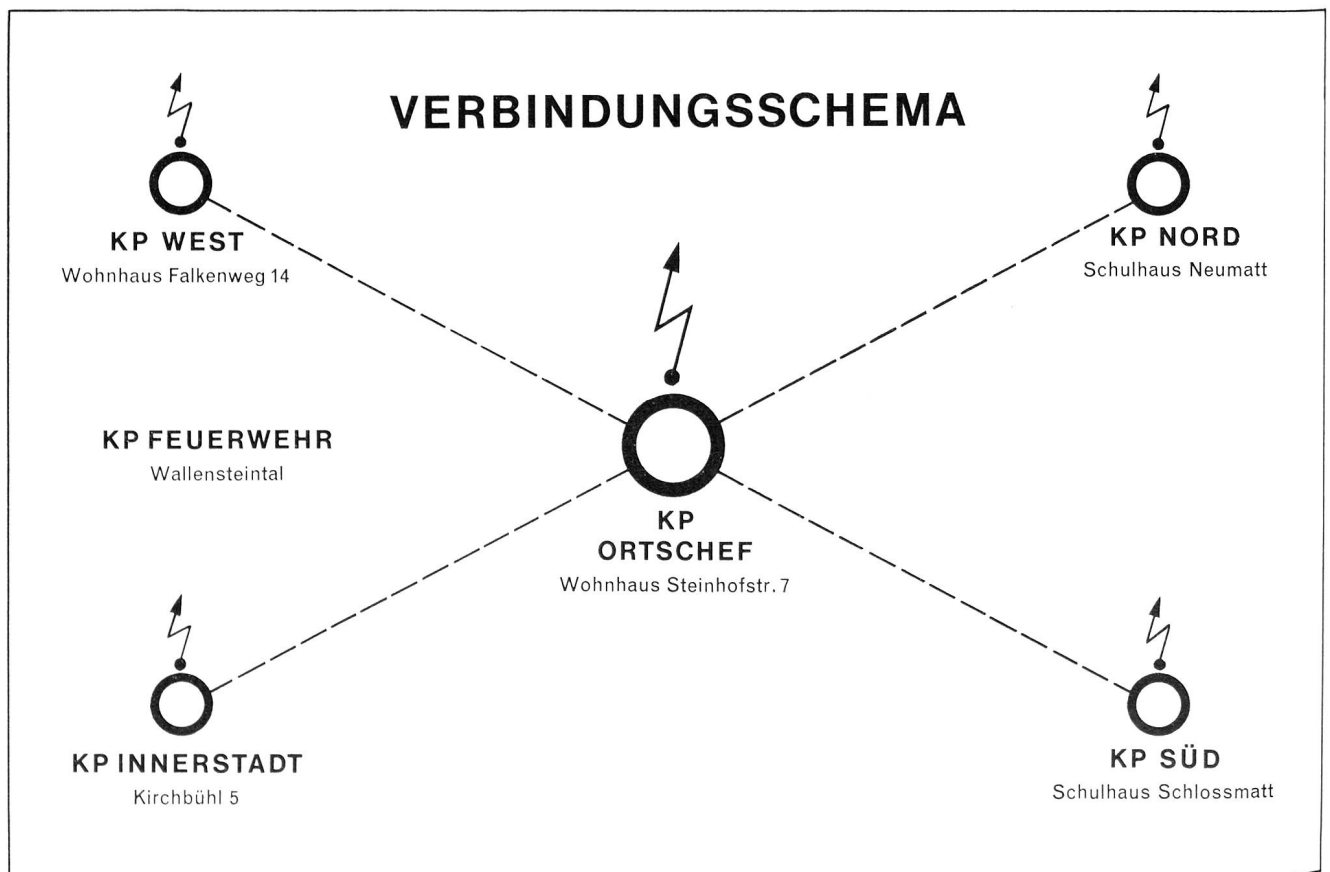 VERBINDUNGSSCHEMA
KP WEST
Wohnhaus Falkenweg 14
KP NORD
Schulhaus Neumatt
KP FEUERWEHR
Wallensteintal
KP
ORTSCHEF
Wohnhaus Steinhofstr. 7
KP INNERSTADT
Kirchbühl 5
KP SÜD
Schulhaus Schlossmatt